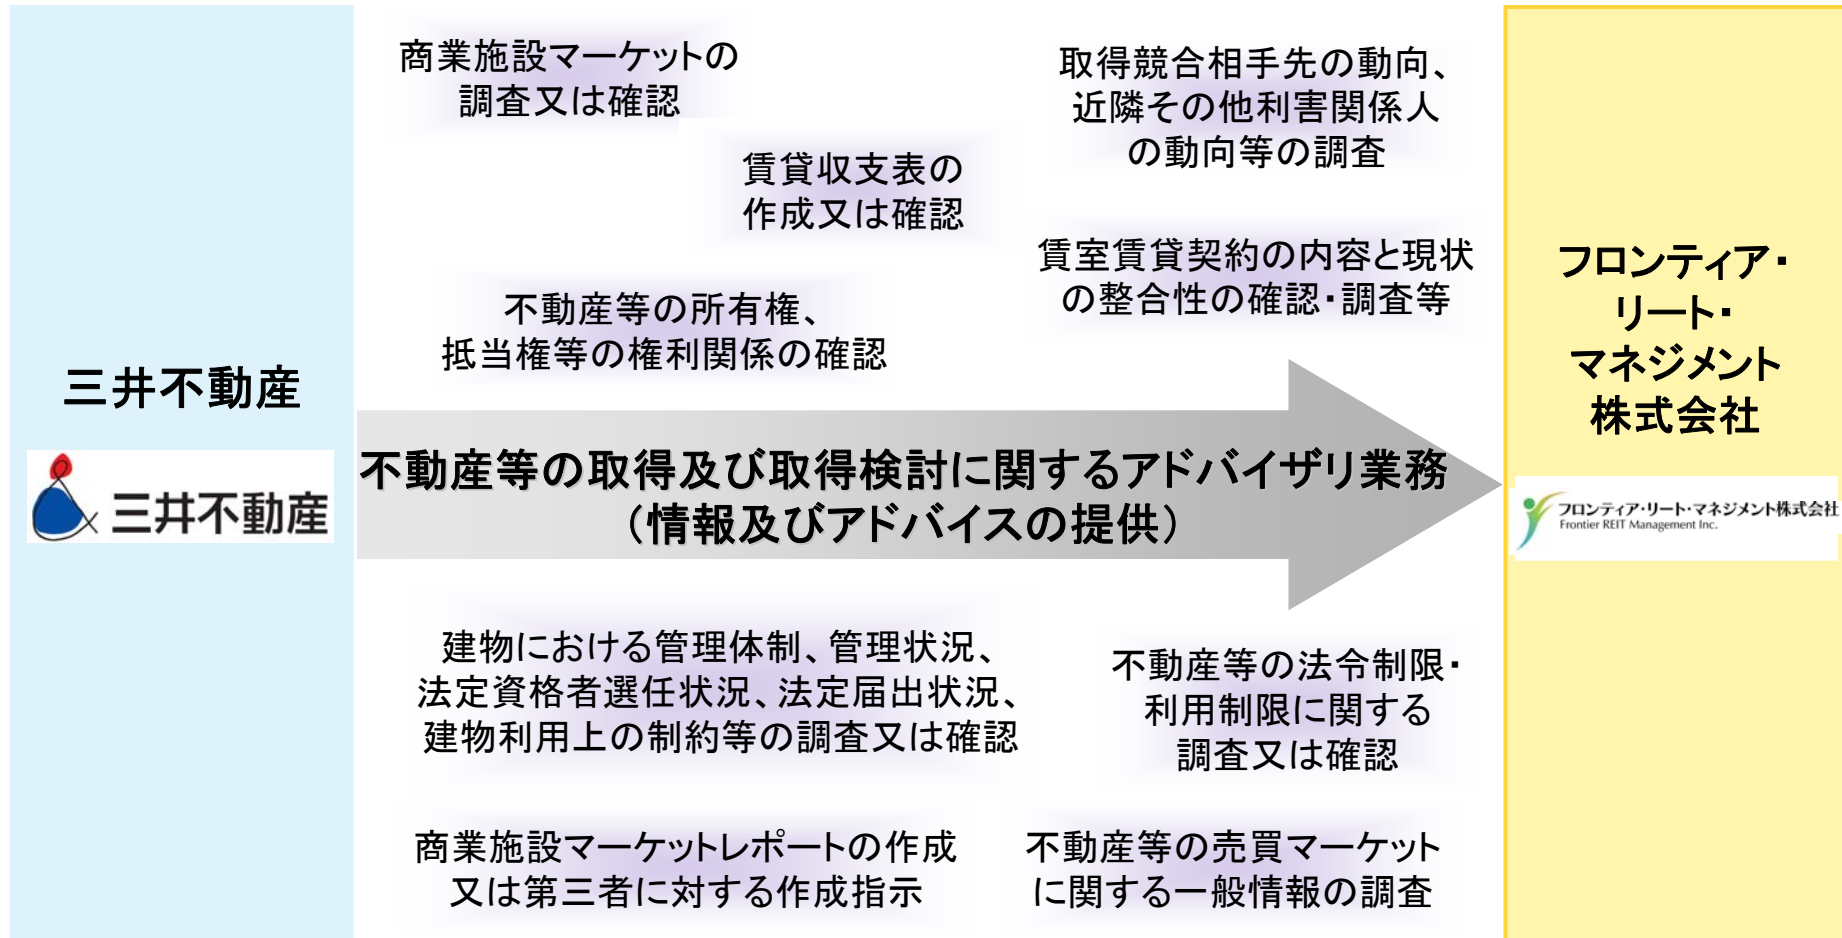 三井不動産
三井不動産
商業施設マーケットの
調査又は確認
賃貸収支表の
作成又は確認
取得競合相手先の動向、
近隣その他利害関係人
の動向等の調査
賃室賃貸契約の内容と現状
の整合性の確認・調査等
不動産等の所有権、
抵当権等の権利関係の確認
不動産等の取得及び取得検討に関するアドバイザリ業務
（情報及びアドバイスの提供）
建物における管理体制、管理状況、
法定資格者選任状況、法定届出状況、
建物利用上の制約等の調査又は確認
不動産等の法令制限・
利用制限に関する
調査又は確認
商業施設マーケットレポートの作成
又は第三者に対する作成指示
不動産等の売買マーケット
に関する一般情報の調査
フロンティア・
リート・
マネジメント
株式会社
フロンティア・リート・マネジメント株式会社
Frontier REIT Management Inc.